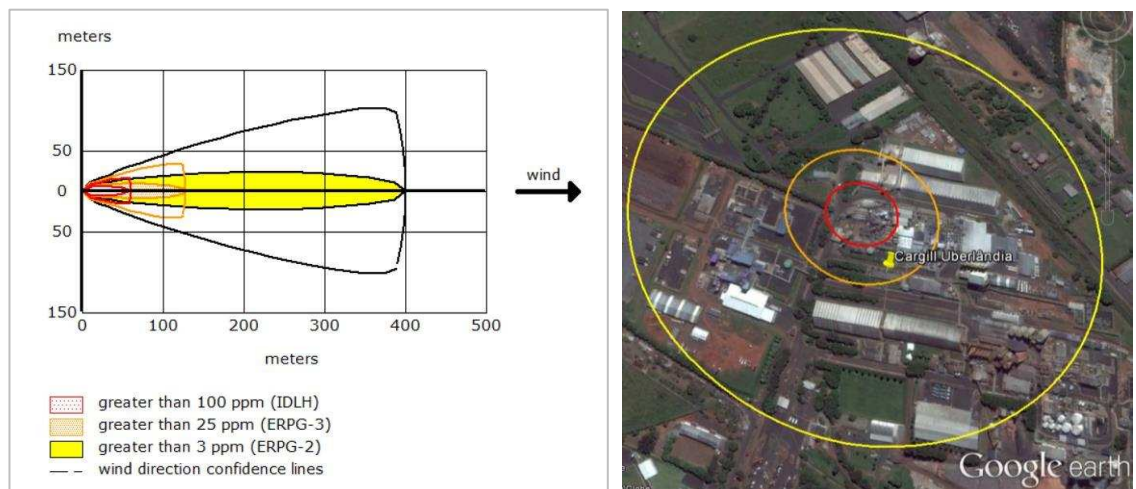 meters
150
50
0
50
150
0
100
200
300
400
500
wind
meters
greater than 100 ppm (IDLH)
greater than 25 ppm (ERPG-3)
greater than 3 ppm (ERPG-2)
wind direction confidence lines
Cargill Uberlândia
Google earth